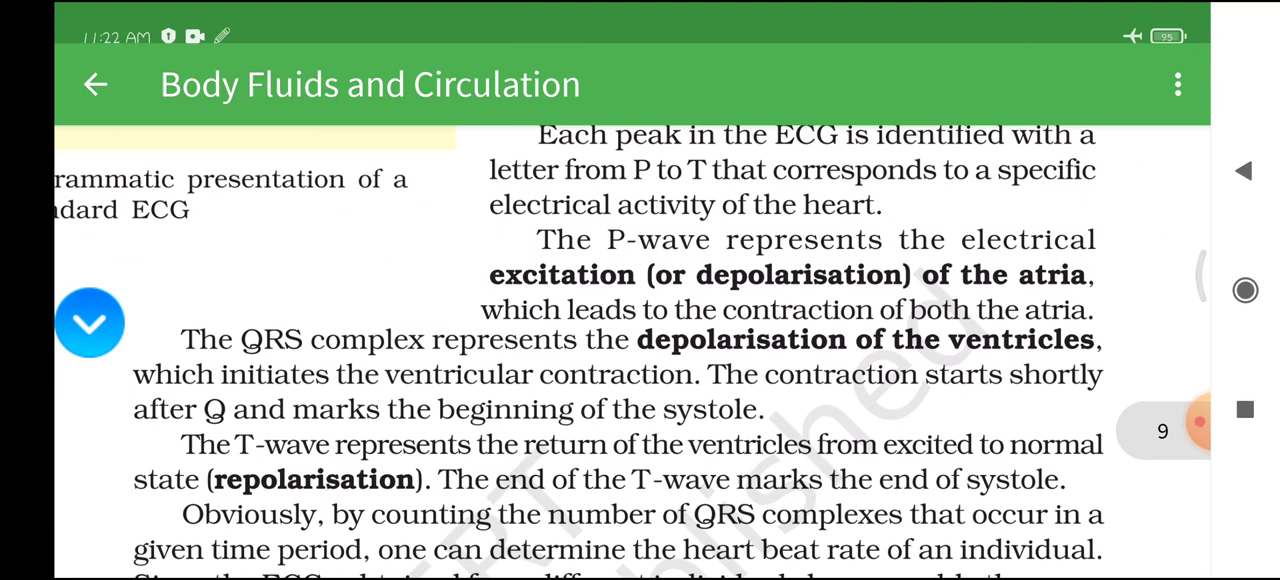 11:22 AM
95
Body Fluids and Circulation
Each peak in the ECG is identified with a
letter from P to T that corresponds to a specific
electrical activity of the heart.
The P-wave represents the electrical
excitation (or depolarisation) of the atria,
which leads to the contraction of both the atria.
rammatic presentation of a
dard ECG
The QRS complex represents the depolarisation of the ventricles,
which initiates the ventricular contraction. The contraction starts shortly
after Q and marks the beginning of the systole.
The T-wave represents the return of the ventricles from excited to normal
state (repolarisation). The end of the T-wave marks the end of systole.
Obviously, by counting the number of QRS complexes that occur in a
given time period, one can determine the heart beat rate of an individual.
9